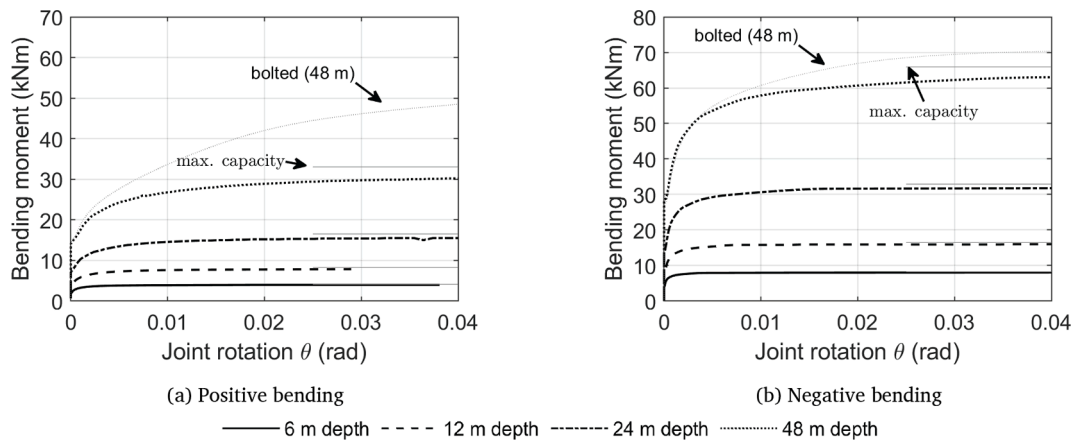 70
60
50
40
30
20
10
0
Bending moment (kNm)
bolted (48 m)
max. capacity
0
0.01
0.02
0.03
0.04
Joint rotation θ (rad)
(a) Positive bending
80
70
60
50
40
30
20
10
0
Bending moment (kNm)
bolted (48 m)
max. capacity
0
0.01
0.02
0.03
0.04
Joint rotation θ (rad)
(b) Negative bending
6 m depth 12 m depth 24 m depth 48 m depth